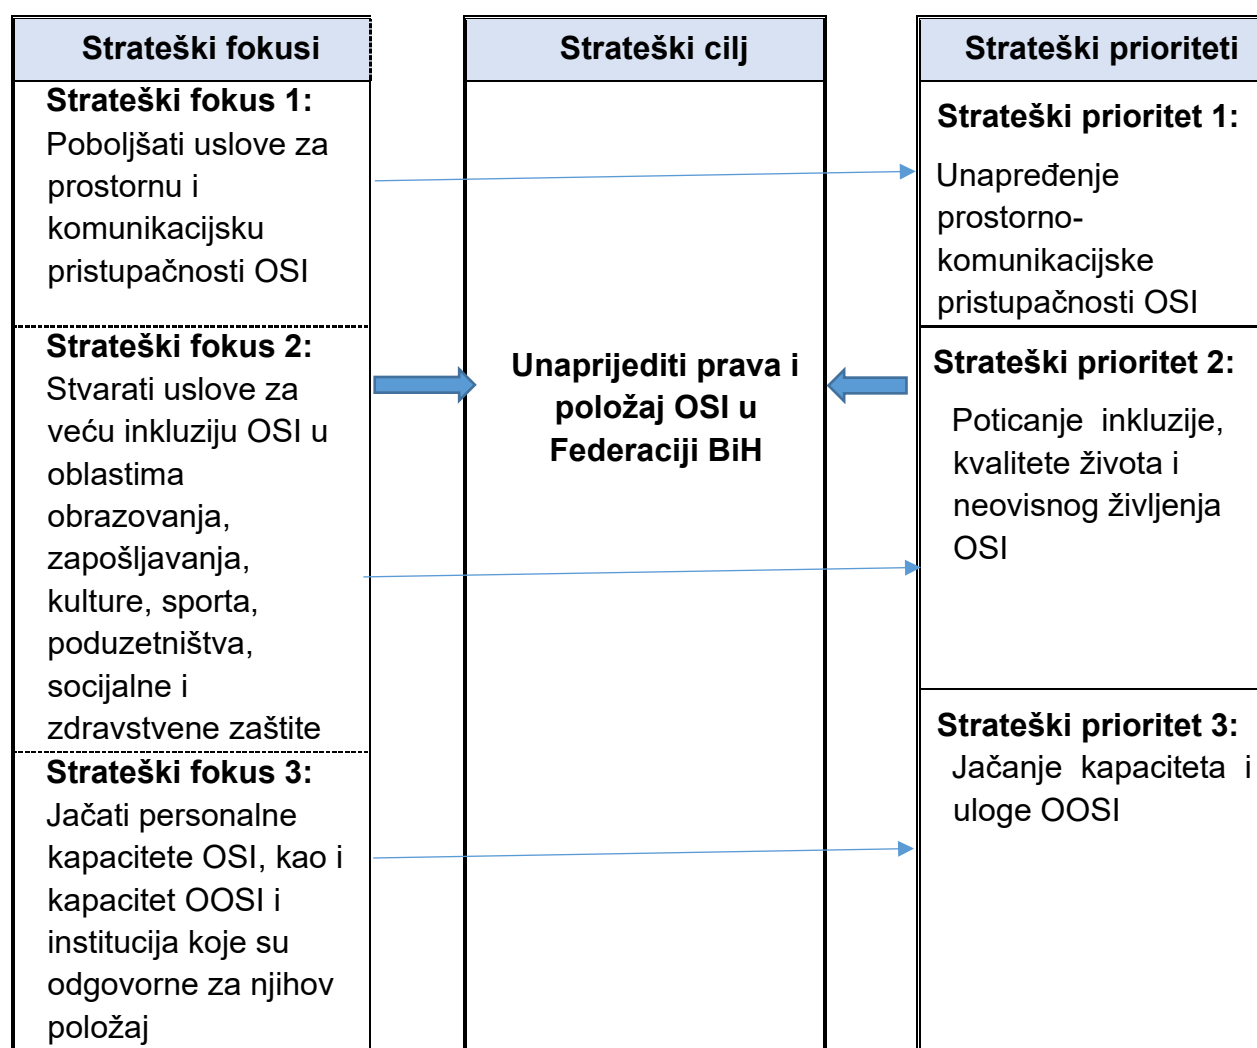 Strateški fokusi
Strateški fokus 1:
Poboljšati uslove za
prostornu i
komunikacijsku
pristupačnosti OSI
Strateški fokus 2:
Stvarati uslove za
veću inkluziju OSI u
oblastima
obrazovanja,
zapošljavanja,
kulture, sporta,
poduzetništva,
socijalne i
zdravstvene zaštite
Strateški fokus 3:
Jačati personalne
kapacitete OSI, kao i
kapacitet OOSI i
institucija koje su
odgovorne za njihov
položaj
Strateški cilj
Unaprijediti prava i
položaj OSI u
Federaciji BiH
Strateški prioriteti
Strateški prioritet 1:
Unapređenje
prostorno-
komunikacijske
pristupačnosti OSI
Strateški prioritet 2:
Poticanje inkluzije,
kvalitete života i
neovisnog življenja
OSI
Strateški prioritet 3:
Jačanje kapaciteta i
uloge OOSI